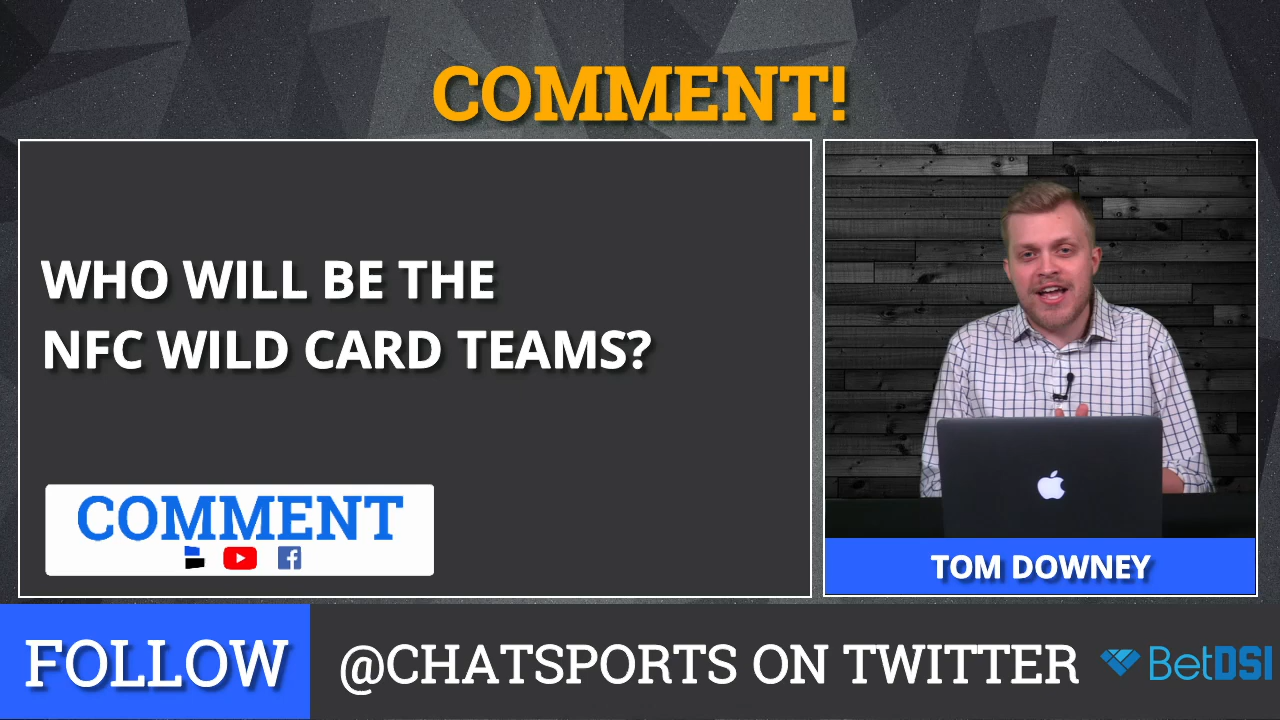 COMMENT!
WHO WILL BE THE
NFC WILD CARD TEAMS?
COMMENT
TOM DOWNEY
FOLLOW
@CHATSPORTS ON TWITTER
BetDSI